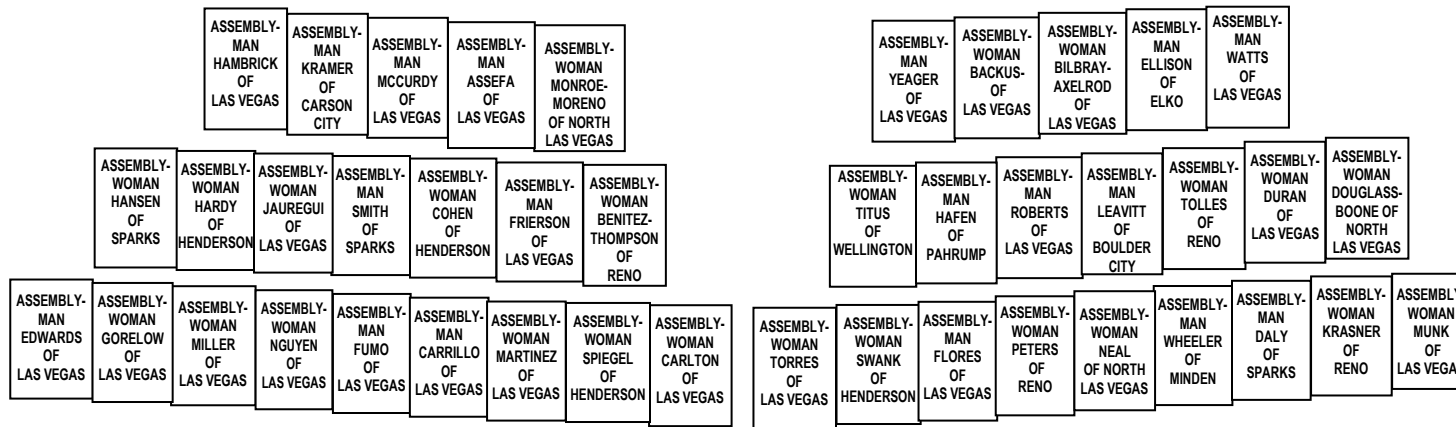 ASSEMBLY-
MAN
HAMBRICK
OF
LAS VEGAS
ASSEMBLY-
MAN
KRAMER
OF
CARSON
CITY
ASSEMBLY-
MAN
MCCURDY
OF
LAS VEGAS
ASSEMBLY-
MAN
ASSEFA
OF
LAS VEGAS
ASSEMBLY-
WOMAN
MONROE-
MORENO
OF NORTH
LAS VEGAS
ASSEMBLY-
MAN
YEAGER
OF
LAS VEGAS
ASSEMBLY-
WOMAN
BACKUS-
OF
LAS VEGAS
ASSEMBLY-
WOMAN
BILBRAY-
AXELROD
OF
LAS VEGAS
ASSEMBLY-
MAN
ELLISON
OF
ELKO
ASSEMBLY-
MAN
WATTS
OF
LAS VEGAS
ASSEMBLY-
WOMAN
HANSEN
OF
SPARKS
ASSEMBLY-
WOMAN
HARDY
OF
HENDERSON
ASSEMBLY-
WOMAN
JAUREGUI
OF
LAS VEGAS
ASSEMBLY-
MAN
SMITH
OF
SPARKS
ASSEMBLY-
WOMAN
COHEN
OF
HENDERSON
ASSEMBLY-
MAN
FRIERSON
OF
LAS VEGAS
ASSEMBLY-
WOMAN
BENITEZ-
THOMPSON
OF
RENO
ASSEMBLY-
WOMAN
TITUS
OF
WELLINGTON
ASSEMBLY-
MAN
HAFEN
OF
PAHRUMP
ASSEMBLY-
MAN
ROBERTS
OF
LAS VEGAS
ASSEMBLY-
MAN
LEAVITT
OF
BOULDER
CITY
ASSEMBLY-
WOMAN
TOLLES
OF
RENO
ASSEMBLY-
WOMAN
DURAN
OF
LAS VEGAS
ASSEMBLY-
WOMAN
DOUGLASS-
BOONE OF
NORTH
LAS VEGAS
ASSEMBLY-
MAN
EDWARDS
OF
LAS VEGAS
ASSEMBLY-
WOMAN
GORELOW
OF
LAS VEGAS
ASSEMBLY-
WOMAN
MILLER
OF
LAS VEGAS
ASSEMBLY-
WOMAN
NGUYEN
OF
LAS VEGAS
ASSEMBLY-
MAN
FUMO
OF
LAS VEGAS
ASSEMBLY-
MAN
CARRILLO
OF
LAS VEGAS
ASSEMBLY-
WOMAN
MARTINEZ
OF
LAS VEGAS
ASSEMBLY-
WOMAN
SPIEGEL
OF
HENDERSON
ASSEMBLY-
WOMAN
CARLTON
OF
LAS VEGAS
ASSEMBLY-
WOMAN
TORRES
OF
LAS VEGAS
ASSEMBLY-
WOMAN
SWANK
OF
HENDERSON
ASSEMBLY-
MAN
FLORES
OF
LAS VEGAS
ASSEMBLY-
WOMAN
PETERS
OF
RENO
ASSEMBLY-
WOMAN
NEAL
OF NORTH
LAS VEGAS
ASSEMBLY-
MAN
WHEELER
OF
MINDEN
ASSEMBLY-
MAN
DALY
OF
SPARKS
ASSEMBLY-
WOMAN
KRASNER
OF
RENO
ASSEMBLY
WOMAN
MUNK
OF
LAS VEGA